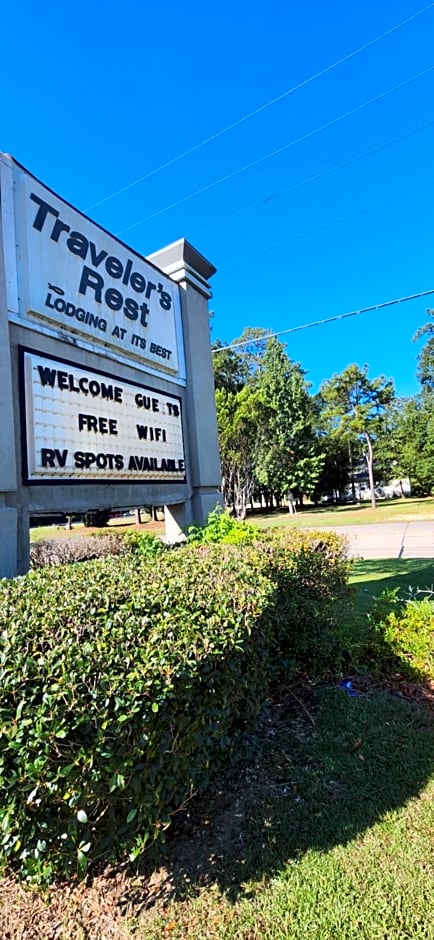 Traveler's
Rest
LODGING AT ITS BEST
WELCOME GUE TS
FREE WIFI
RV SPOTS AVAILABLE